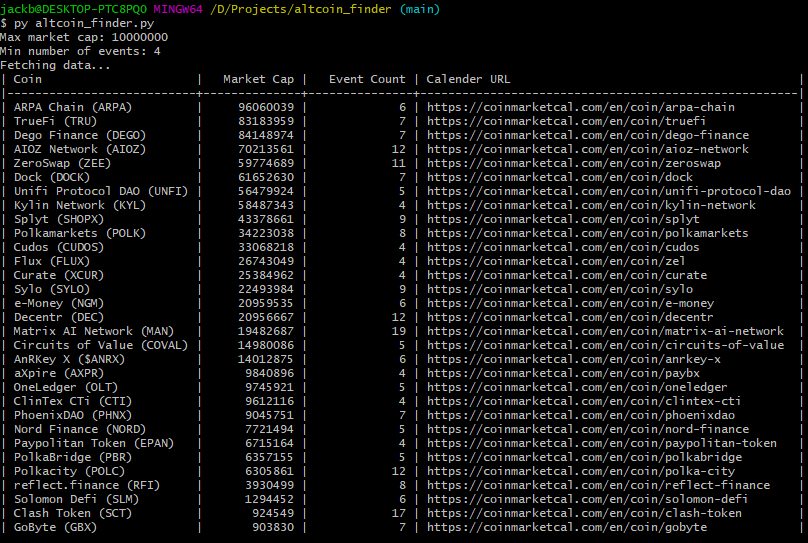 jackb@DESKTOP-PTC8PQO MINGW64 /D/Projects/altcoin_finder (main)
$ py altcoin_finder.py
Max market cap: 10000000
Min number of events: 4
Fetching data...
| Coin | Market Cap | Event Count | Calender URL |
|--------------------------+--------------+---------------+----------------------------------------------------|
| ARPA Chain (ARPA) | 96060039 | 6 | https://coinmarketcal.com/en/coin/arpa-chain |
| TrueFi (TRU) | 83183959 | 7 | https://coinmarketcal.com/en/coin/truefi |
| Dego Finance (DEGO) | 84148974 | 7 | https://coinmarketcal.com/en/coin/dego-finance |
| AIOZ Network (AIOZ) | 70213561 | 12 | https://coinmarketcal.com/en/coin/aioz-network |
| ZeroSwap (ZEE) | 59774689 | 11 | https://coinmarketcal.com/en/coin/zeroswap |
| Dock (DOCK) | 61652630 | 7 | https://coinmarketcal.com/en/coin/dock |
| Unifi Protocol DAO (UNFI) | 56479924 | 5 | https://coinmarketcal.com/en/coin/unifi-protocol-dao |
| Kylin Network (KYL) | 58487343 | 4 | https://coinmarketcal.com/en/coin/kylin-network |
| Splyt (SHOPX) | 43378661 | 9 | https://coinmarketcal.com/en/coin/splyt |
| Polkamarkets (POLK) | 34223038 | 8 | https://coinmarketcal.com/en/coin/polkamarkets |
| Cudos (CUDOS) | 33068218 | 4 | https://coinmarketcal.com/en/coin/cudos |
| Flux (FLUX) | 26743049 | 4 | https://coinmarketcal.com/en/coin/zel |
| Curate (XCUR) | 25384962 | 4 | https://coinmarketcal.com/en/coin/curate |
| Sylo (SYLO) | 22493984 | 9 | https://coinmarketcal.com/en/coin/sylo |
| e-Money (NGM) | 20959535 | 6 | https://coinmarketcal.com/en/coin/e-money |
| Decentr (DEC) | 20956667 | 12 | https://coinmarketcal.com/en/coin/decentr |
| Matrix AI Network (MAN) | 19482687 | 19 | https://coinmarketcal.com/en/coin/matrix-ai-network |
| Circuits of Value (COVAL) | 14980086 | 5 | https://coinmarketcal.com/en/coin/circuits-of-value |
| AnRKey X ($ANRX) | 14012875 | 6 | https://coinmarketcal.com/en/coin/anrkey-x |
| aXpire (AXPR) | 9840896 | 4 | https://coinmarketcal.com/en/coin/paybx |
| OneLedger (OLT) | 9745921 | 5 | https://coinmarketcal.com/en/coin/oneledger |
| ClinTex CTi (CTI) | 9612116 | 4 | https://coinmarketcal.com/en/coin/clintex-cti |
| PhoenixDAO (PHNX) | 9045751 | 7 | https://coinmarketcal.com/en/coin/phoenixdao |
| Nord Finance (NORD) | 7721494 | 5 | https://coinmarketcal.com/en/coin/nord-finance |
| Paypolitan Token (EPAN) | 6715164 | 4 | https://coinmarketcal.com/en/coin/paypolitan-token |
| PolkaBridge (PBR) | 6357155 | 5 | https://coinmarketcal.com/en/coin/polkabridge |
| Polkacity (POLC) | 6305861 | 12 | https://coinmarketcal.com/en/coin/polka-city |
| reflect.finance (RFI) | 3930499 | 8 | https://coinmarketcal.com/en/coin/reflect-finance |
| Solomon Defi (SLM) | 1294452 | 6 | https://coinmarketcal.com/en/coin/solomon-defi |
| Clash Token (SCT) | 924549 | 17 | https://coinmarketcal.com/en/coin/clash-token |
| GoByte (GBX) | 903830 | 7 | https://coinmarketcal.com/en/coin/gobyte |